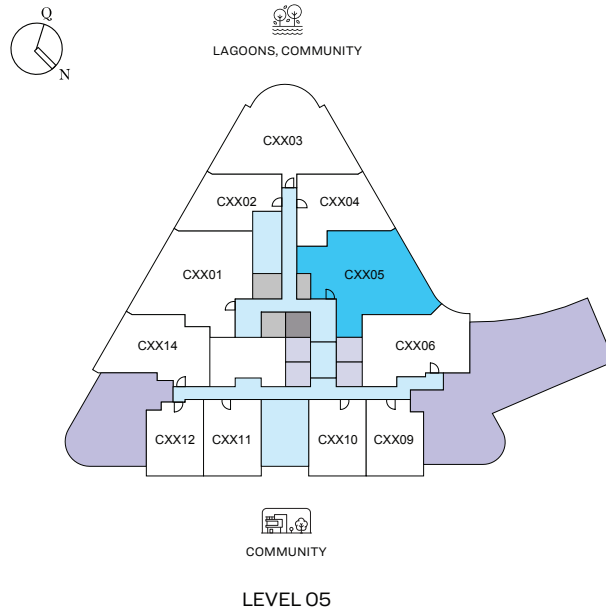 Q
N
LAGOONS, COMMUNITY
CXX03
CXX02
CXX04
CXX01
CXX05
CXX14
CXX06
CXX12
CXX11
CXX10
CXX09
COMMUNITY
LEVEL 05